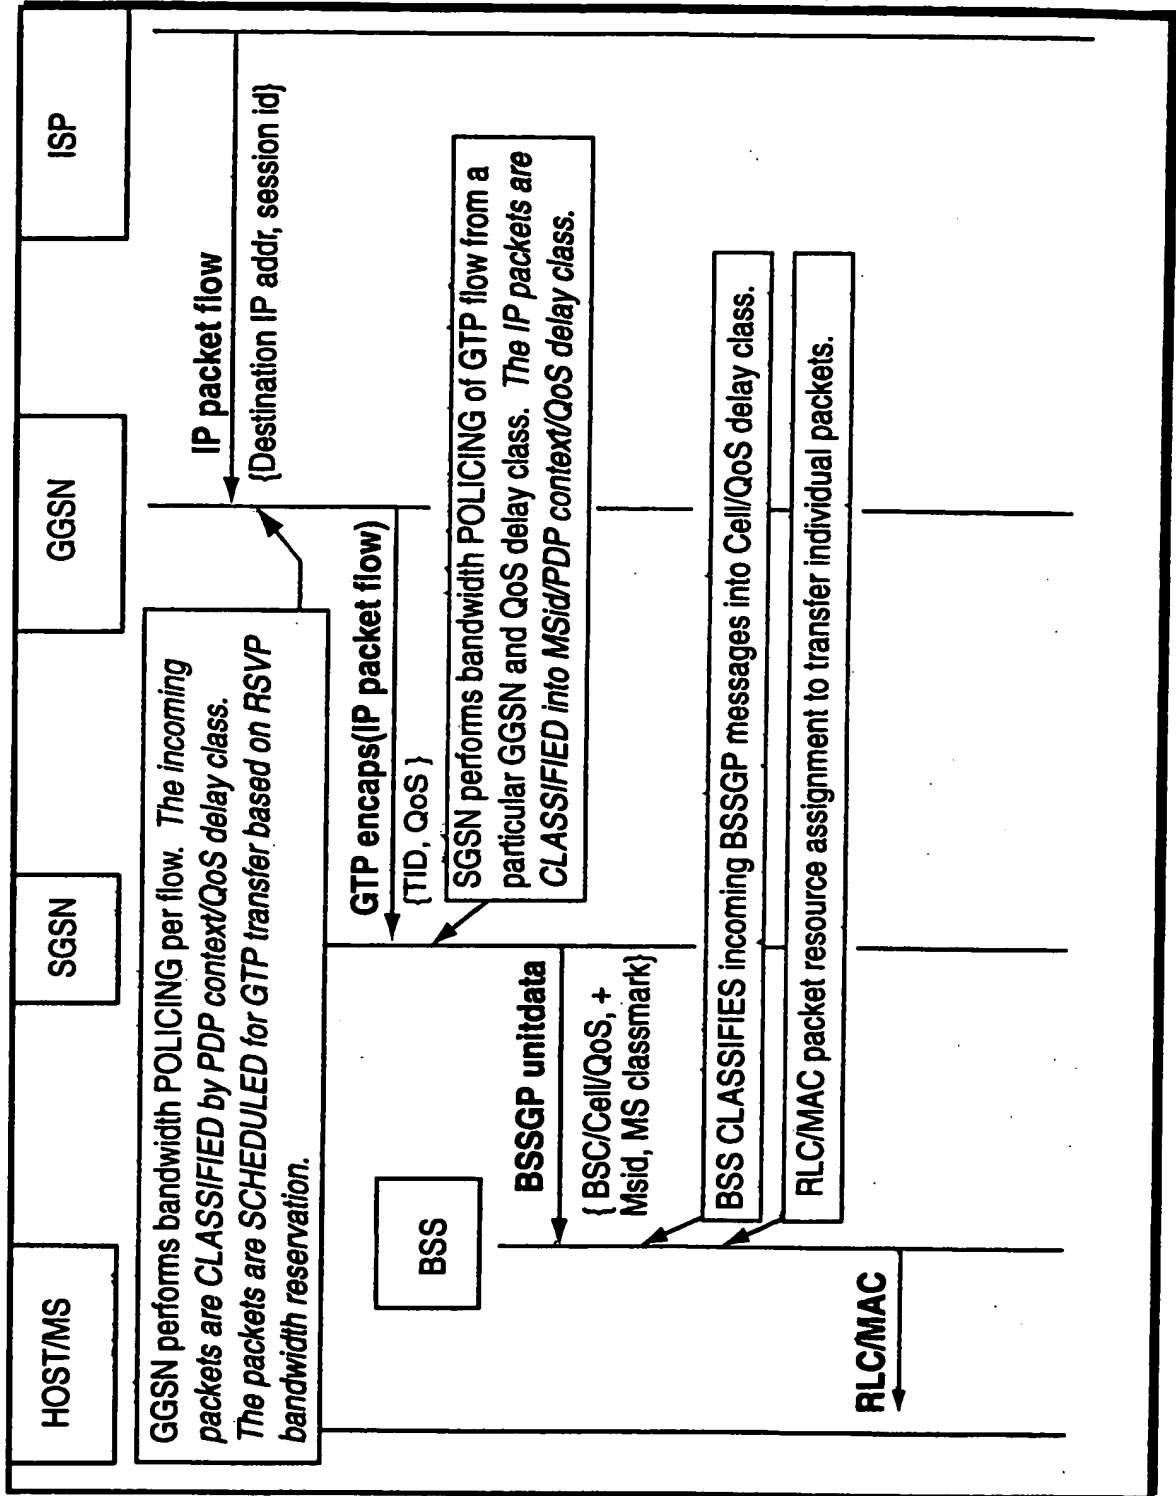 HOST/MS
SGSN
GGSN
ISP
GGSN performs bandwidth POLICING per flow. The incoming
packets are CLASSIFIED by PDP context/QoS delay class.
The packets are SCHEDULED for GTP transfer based on RSVP
bandwidth reservation.
IP packet flow
{Destination IP addr, session id}
BSS
GTP encaps(IP packet flow)
{TID, QoS }
SGSN performs bandwidth POLICING of GTP flow from a
particular GGSN and QoS delay class. The IP packets are
CLASSIFIED into MSid/PDP context/QoS delay class.
BSSGP unitdata
{ BSC/Cell/QoS, +
Msid, MS classmark}
BSS CLASSIFIES incoming BSSGP messages into Cell/QoS delay class.
RLC/MAC packet resource assignment to transfer individual packets.
RLC/MAC